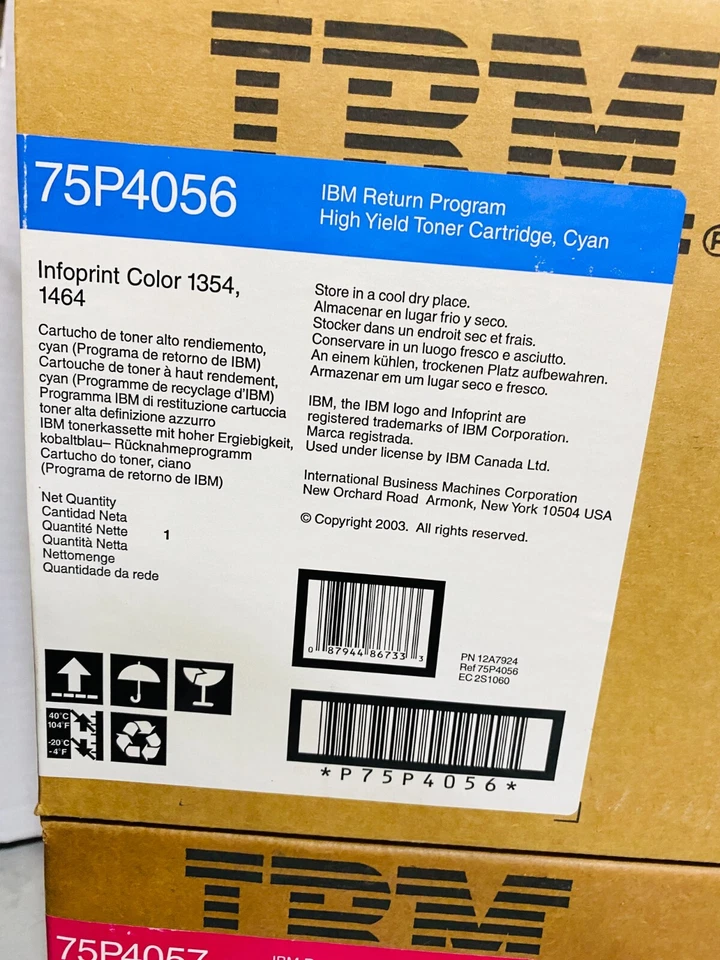 IBM
®
75P4056
IBM Return Program
High Yield Toner Cartridge, Cyan
Infoprint Color 1354,
1464
Cartucho de toner alto rendiemento,
cyan (Programa de retorno de IBM)
Cartouche de toner à haut rendement,
cyan (Programme de recyclage d'IBM)
Programma IBM di restituzione cartuccia
toner alta definizione azzurro
IBM tonerkassette mit hoher Ergiebigkeit,
kobaltblau– Rücknahmeprogramm
Cartucho do toner, ciano
(Programa de retorno de IBM)
Net Quantity
Cantidad Neta
Quantité Nette
Quantità Netta
Nettomenge
Quantidade da rede
1
Store in a cool dry place.
Almacenar en lugar frio y seco.
Stocker dans un endroit sec et frais.
Conservare in un luogo fresco e asciutto.
An einem kühlen, trockenen Platz aufbewahren.
Armazenar em um lugar seco e fresco.
IBM, the IBM logo and Infoprint are
registered trademarks of IBM Corporation.
Marca registrada.
Used under license by IBM Canada Ltd.
International Business Machines Corporation
New Orchard Road Armonk, New York 10504 USA
© Copyright 2003. All rights reserved.
0 87944 86733 3
PN 12A7924
Ref 75P4056
EC 2S1060
40°C
104°F
-20°C
-4°F
*P75P4056*
IBM
75P4057